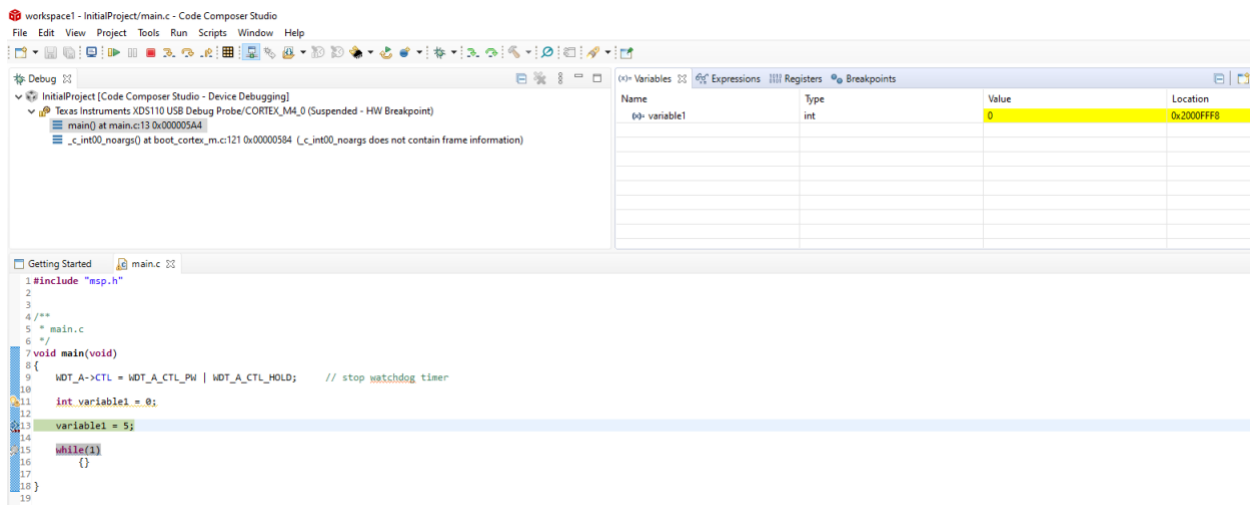 workspace1 - InitialProject/main.c - Code Composer Studio
File Edit View Project Tools Run Scripts Window Help
Debug
InitialProject [Code Composer Studio - Device Debugging]
Texas Instruments XDS110 USB Debug Probe/CORTEX_M4_0 (Suspended - HW Breakpoint)
main() at main.c:13 0x000005A4
_c_int00_noargs() at boot_cortex_m.c:121 0x00000584 (_c_int00_noargs does not contain frame information)
(x)= Variables Expressions Registers Breakpoints
Name Type Value Location
(x)= variable1 int 0 0x2000FFF8
Getting Started main.c
1 #include "msp.h"
2
3
4 /**
5 * main.c
6 */
7 void main(void)
8 {
9 WDT_A->CTL = WDT_A_CTL_PW | WDT_A_CTL_HOLD; // stop watchdog timer
10
11 int variable1 = 0;
12
13 variable1 = 5;
14
15 while(1)
16 {}
17
18 }
19